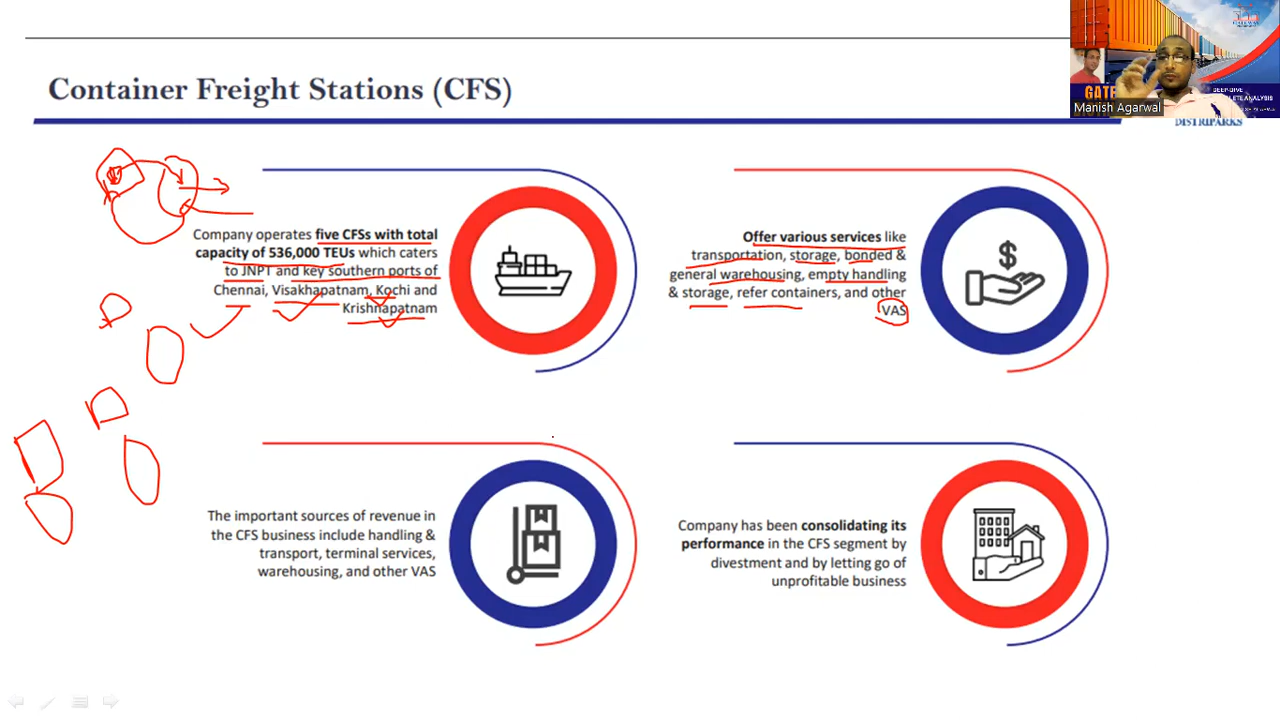 Container Freight Stations (CFS)
GATE
Manish Agarwal
DISTRIPARKS
Company operates five CFSs with total
capacity of 536,000 TEUs which caters
to JNPT and key southern ports of
Chennai, Visakhapatnam, Kochi and
Krishnapatnam
Offer various services like
transportation, storage, bonded &
general warehousing, empty handling
& storage, refer containers, and other
VAS
The important sources of revenue in
the CFS business include handling &
transport, terminal services,
warehousing, and other VAS
Company has been consolidating its
performance in the CFS segment by
divestment and by letting go of
unprofitable business